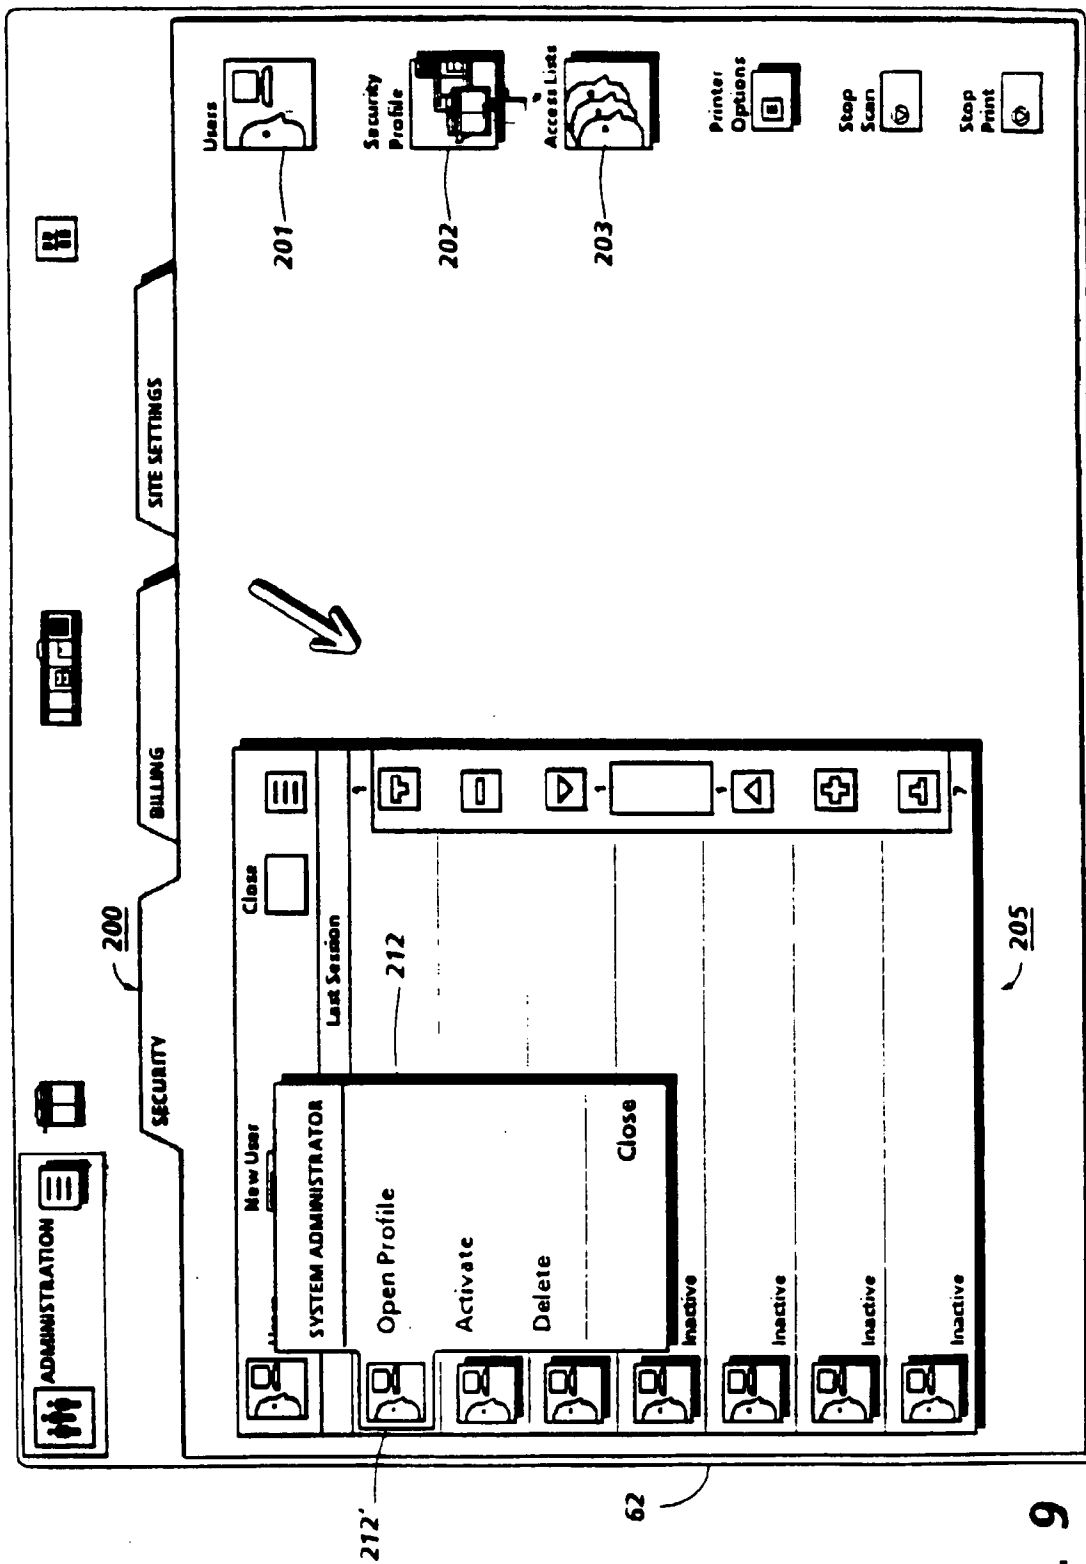 ADMINISTRATION
200
SECURITY
BILLING
SITE SETTINGS
New User
Close
Last Session
SYSTEM ADMINISTRATOR
Open Profile
Activate
Delete
Close
212
212'
Inactive
Inactive
Inactive
Inactive
205
62
Users
201
Security
Profile
202
Access Lists
203
Printer
Options
Stop
Scan
Stop
Print
9